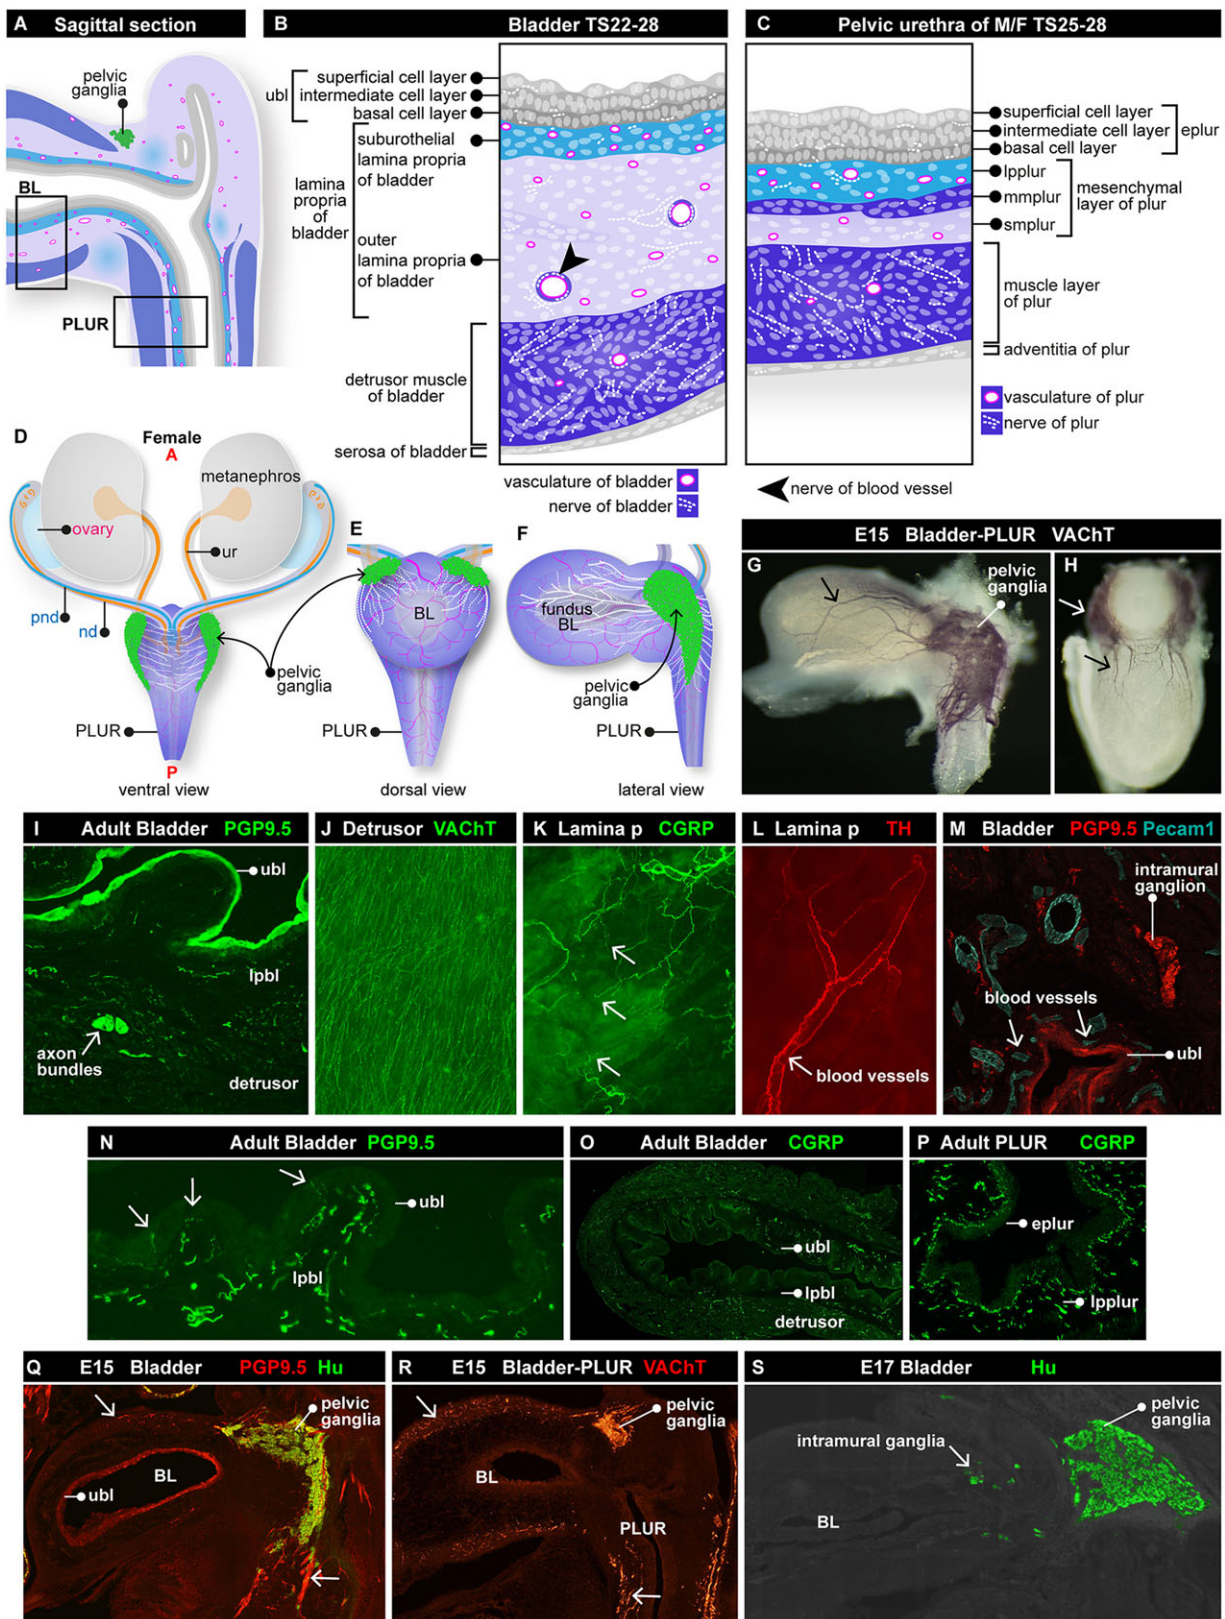 A Sagittal section
pelvic
ganglia
BL
PLUR
B Bladder TS22-28
superficial cell layer
ubl intermediate cell layer
basal cell layer
suburothelial
lamina propria
of bladder
lamina
propria
of
bladder
outer
lamina propria
of bladder
detrusor muscle
of bladder
serosa of bladder
vasculature of bladder
nerve of bladder
C Pelvic urethra of M/F TS25-28
superficial cell layer
intermediate cell layer
eplur
basal cell layer
lpplur
mmplur
smplur
mesenchymal
layer of plur
muscle layer
of plur
adventitia of plur
vasculature of plur
nerve of plur
nerve of blood vessel
D
Female
A
metanephros
ovary
ur
pnd
nd
pelvic
ganglia
PLUR
P
ventral view
E
BL
PLUR
dorsal view
F
fundus
BL
pelvic
ganglia
PLUR
lateral view
E15 Bladder-PLUR VAChT
G
pelvic
ganglia
H
I Adult Bladder PGP9.5
ubl
lpbl
axon
bundles
detrusor
J Detrusor VAChT
K Lamina p CGRP
L Lamina p TH
blood vessels
M Bladder PGP9.5 Pecam1
intramural
ganglion
blood vessels
ubl
N Adult Bladder PGP9.5
ubl
lpbl
O Adult Bladder CGRP
ubl
lpbl
detrusor
P Adult PLUR CGRP
eplur
lpplur
Q E15 Bladder PGP9.5 Hu
pelvic
ganglia
BL
ubl
R E15 Bladder-PLUR VAChT
pelvic
ganglia
BL
PLUR
S E17 Bladder Hu
pelvic
ganglia
intramural ganglia
BL